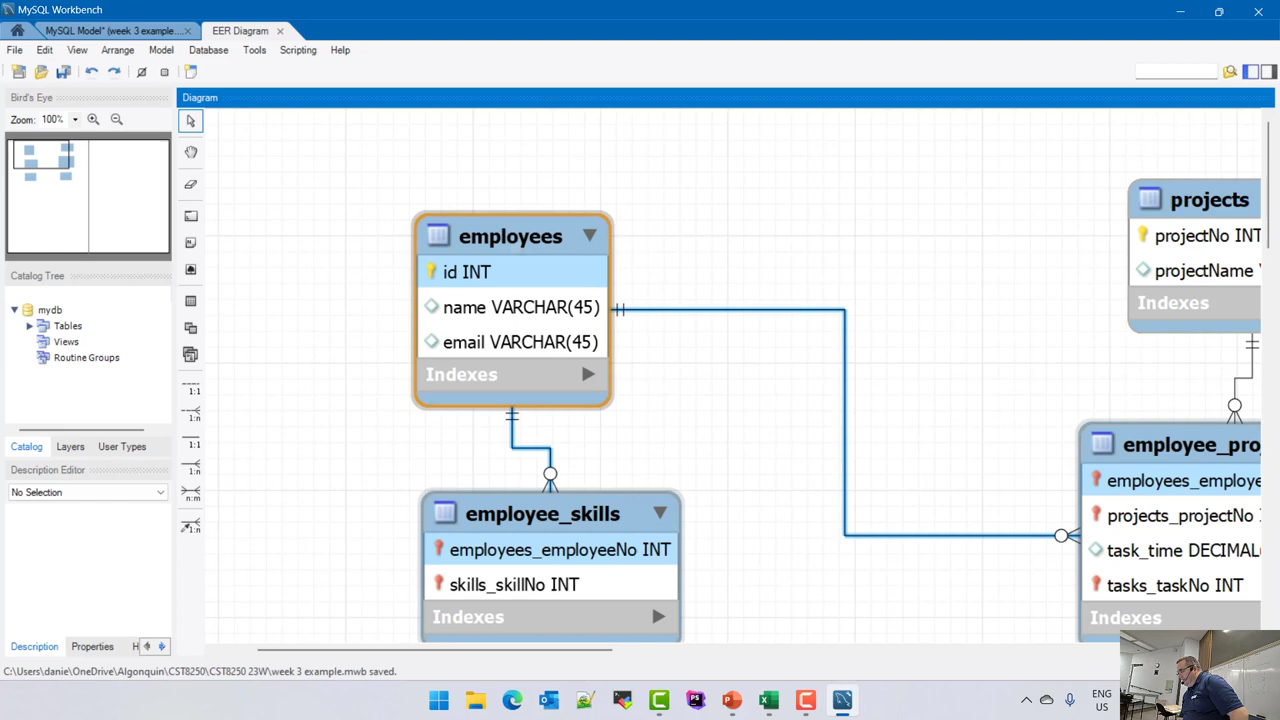 MySQL Workbench
MySQL Model* (week 3 example....
EER Diagram
File Edit View Arrange Model Database Tools Scripting Help
Bird's Eye
Zoom: 100%
Diagram
Catalog Tree
mydb
Tables
Views
Routine Groups
Catalog Layers User Types
Description Editor
No Selection
Description Properties H
1:1
1:n
1:1
1:n
n:m
1:n
employees
id INT
name VARCHAR(45)
email VARCHAR(45)
Indexes
employee_skills
employees_employeeNo INT
skills_skillNo INT
Indexes
projects
projectNo INT
projectName V
Indexes
employee_pro
employees_employe
projects_projectNo
task_time DECIMAL(
tasks_taskNo INT
Indexes
C:\Users\danie\OneDrive\Algonquin\CST8250\CST8250 23W\week 3 example.mwb saved.
ENG
US